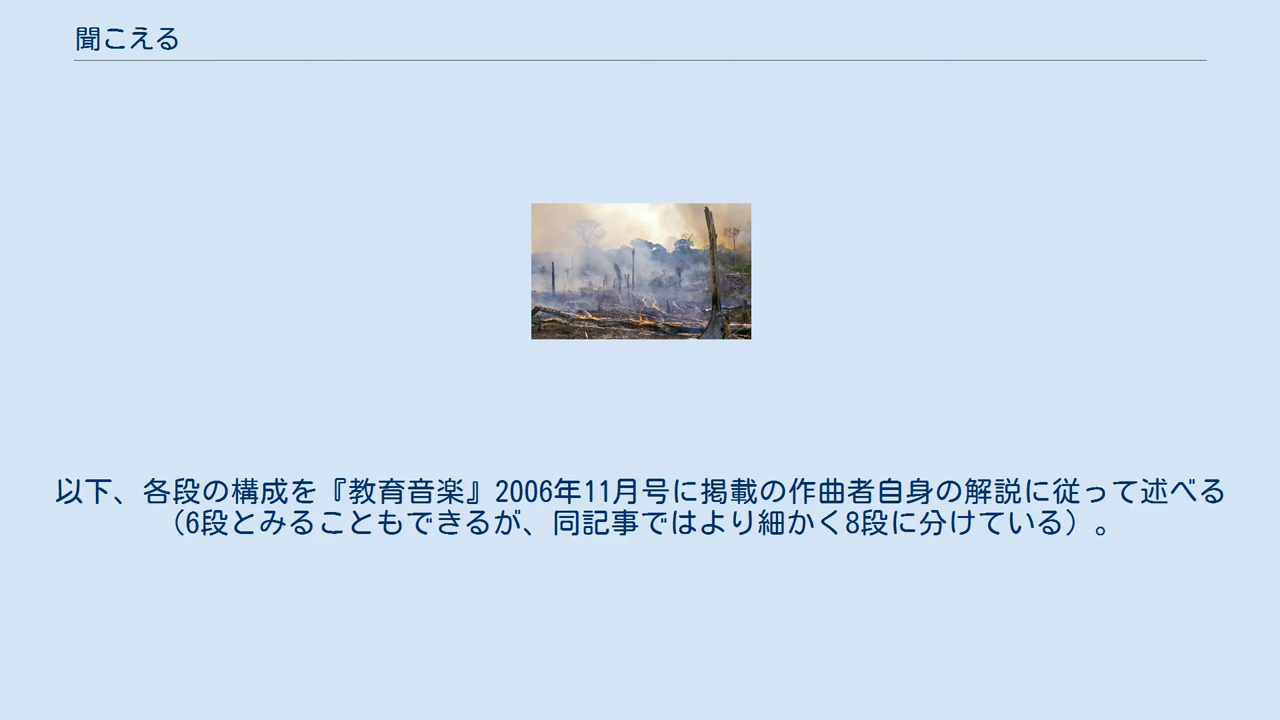 聞こえる
以下、各段の構成を『教育音楽』2006年11月号に掲載の作曲者自身の解説に従って述べる
（6段とみることもできるが、同記事ではより細かく8段に分けている）。